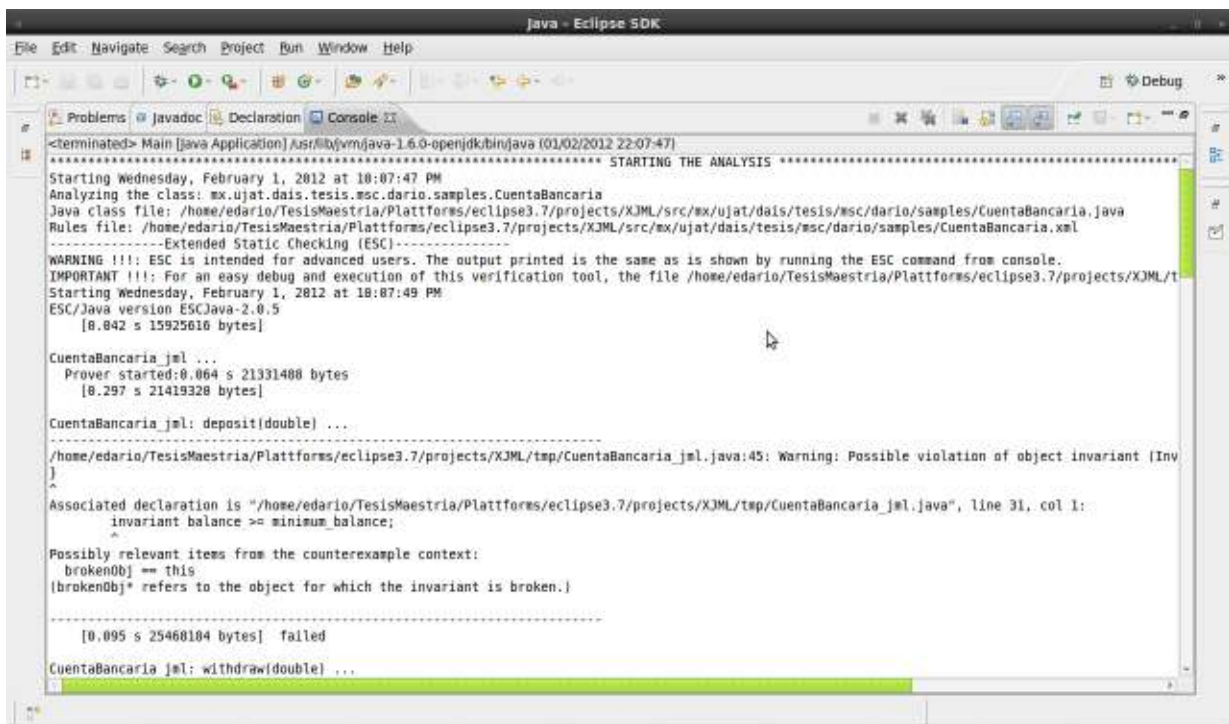 Java - Eclipse SDK
File Edit Navigate Search Project Run Window Help
Debug
Problems Javadoc Declaration Console
<terminated> Main [Java Application] /usr/lib/jvm/java-1.6.0-openjdk/bin/java (01/02/2012 22:07:47)
STARTING THE ANALYSIS
Starting Wednesday, February 1, 2012 at 10:07:47 PM
Analyzing the class: mx.ujat.dais.tesis.msc.dario.samples.CuentaBancaria
Java class file: /home/edario/TesisMaestria/Plattforms/eclipse3.7/projects/XJML/src/mx/ujat/dais/tesis/msc/dario/samples/CuentaBancaria.java
Rules file: /home/edario/TesisMaestria/Plattforms/eclipse3.7/projects/XJML/src/mx/ujat/dais/tesis/msc/dario/samples/CuentaBancaria.xml
---------------Extended Static Checking (ESC)---------------
WARNING !!!: ESC is intended for advanced users. The output printed is the same as is shown by running the ESC command from console.
IMPORTANT !!!: For an easy debug and execution of this verification tool, the file /home/edario/TesisMaestria/Plattforms/eclipse3.7/projects/XJML/t
Starting Wednesday, February 1, 2012 at 10:07:49 PM
ESC/Java version ESCJava-2.0.5
[0.042 s 15925616 bytes]
CuentaBancaria_jml ...
Prover started:0.064 s 21331488 bytes
[0.297 s 21419328 bytes]
CuentaBancaria_jml: deposit(double) ...
/home/edario/TesisMaestria/Plattforms/eclipse3.7/projects/XJML/tmp/CuentaBancaria_jml.java:45: Warning: Possible violation of object invariant (Inv
}
^
Associated declaration is "/home/edario/TesisMaestria/Plattforms/eclipse3.7/projects/XJML/tmp/CuentaBancaria_jml.java", line 31, col 1:
invariant balance >= minimum_balance;
^
Possibly relevant items from the counterexample context:
brokenObj == this
(brokenObj* refers to the object for which the invariant is broken.)
[0.095 s 25468184 bytes] failed
CuentaBancaria_jml: withdraw(double) ...